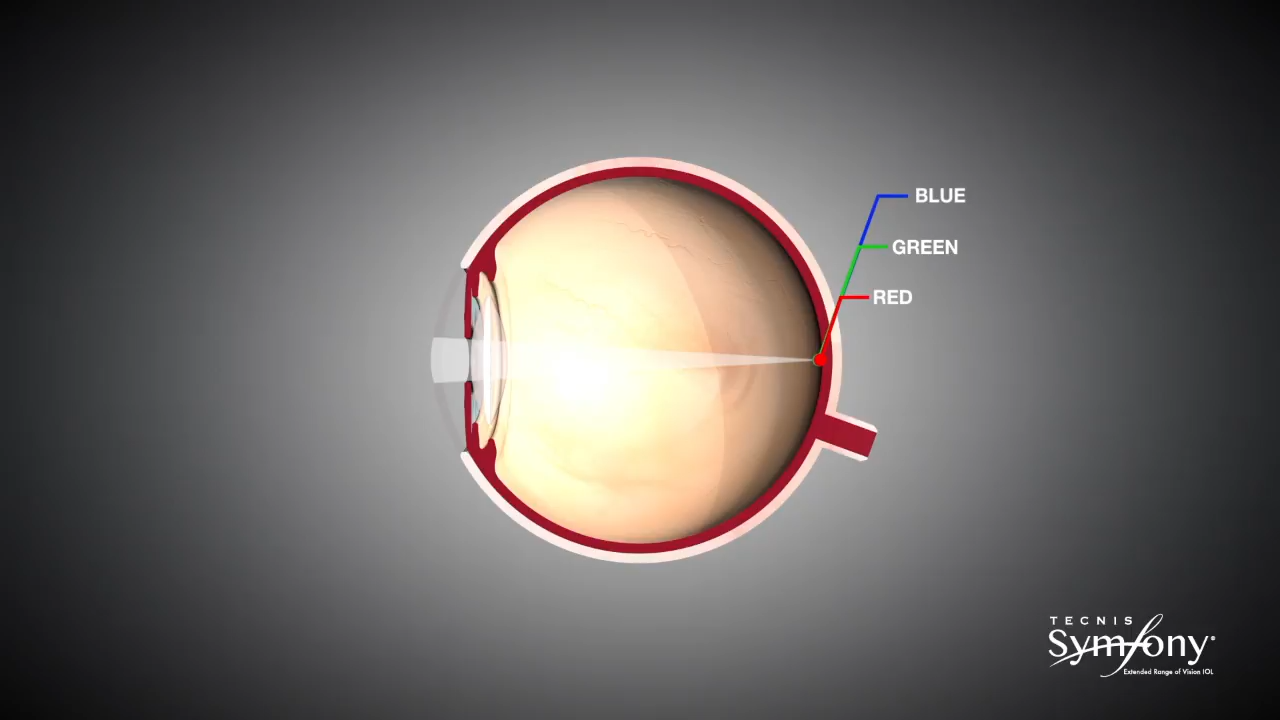 BLUE
GREEN
RED
TECNIS
Symfony
Extended Range of Vision IOL